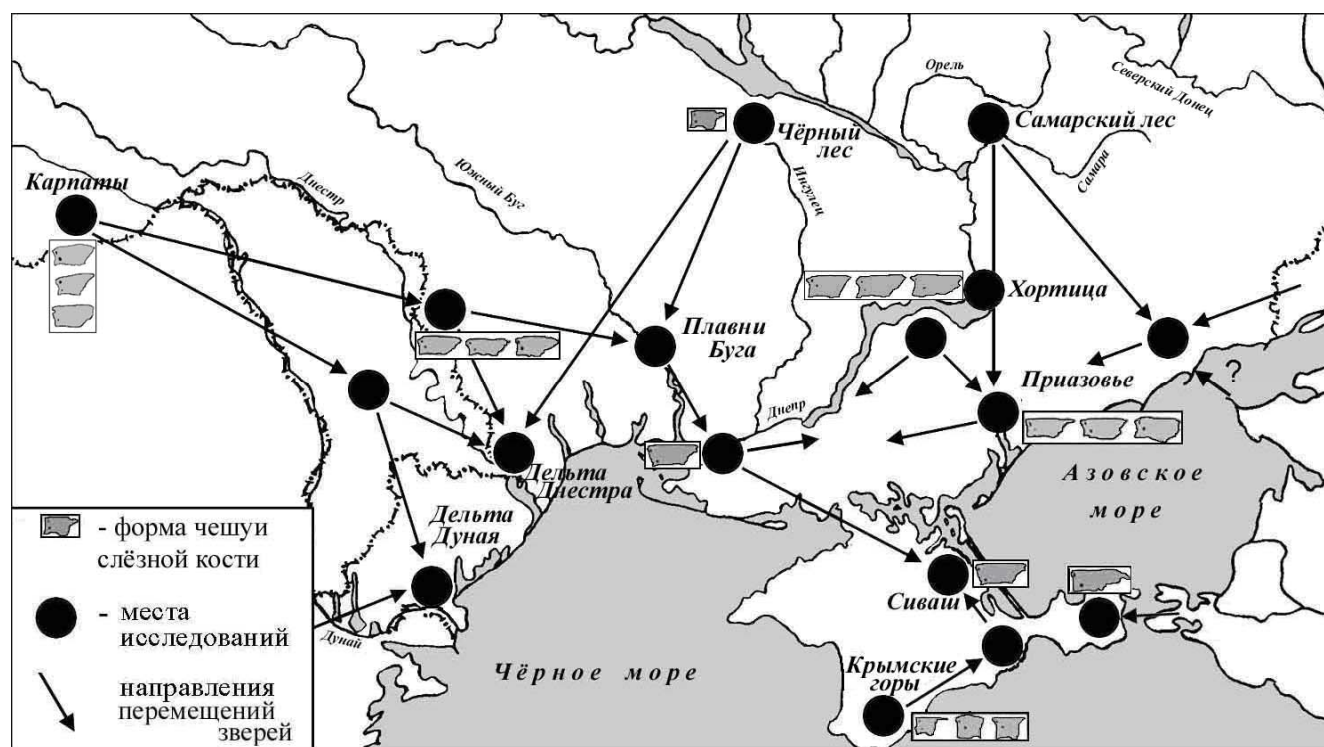 Карпаты
Днестр
Южный Буг
Чёрный
лес
Ингулец
Орель
Самарский лес
Северский Донец
Самара
Хортица
Плавни
Буга
Днепр
Приазовье
?
Дельта
Днестра
Дельта
Дуная
Азовское
море
Сиваш
Крымские
горы
Чёрное море
Дунай
- форма чешуи
слёзной кости
- места
исследований
направления
перемещений
зверей